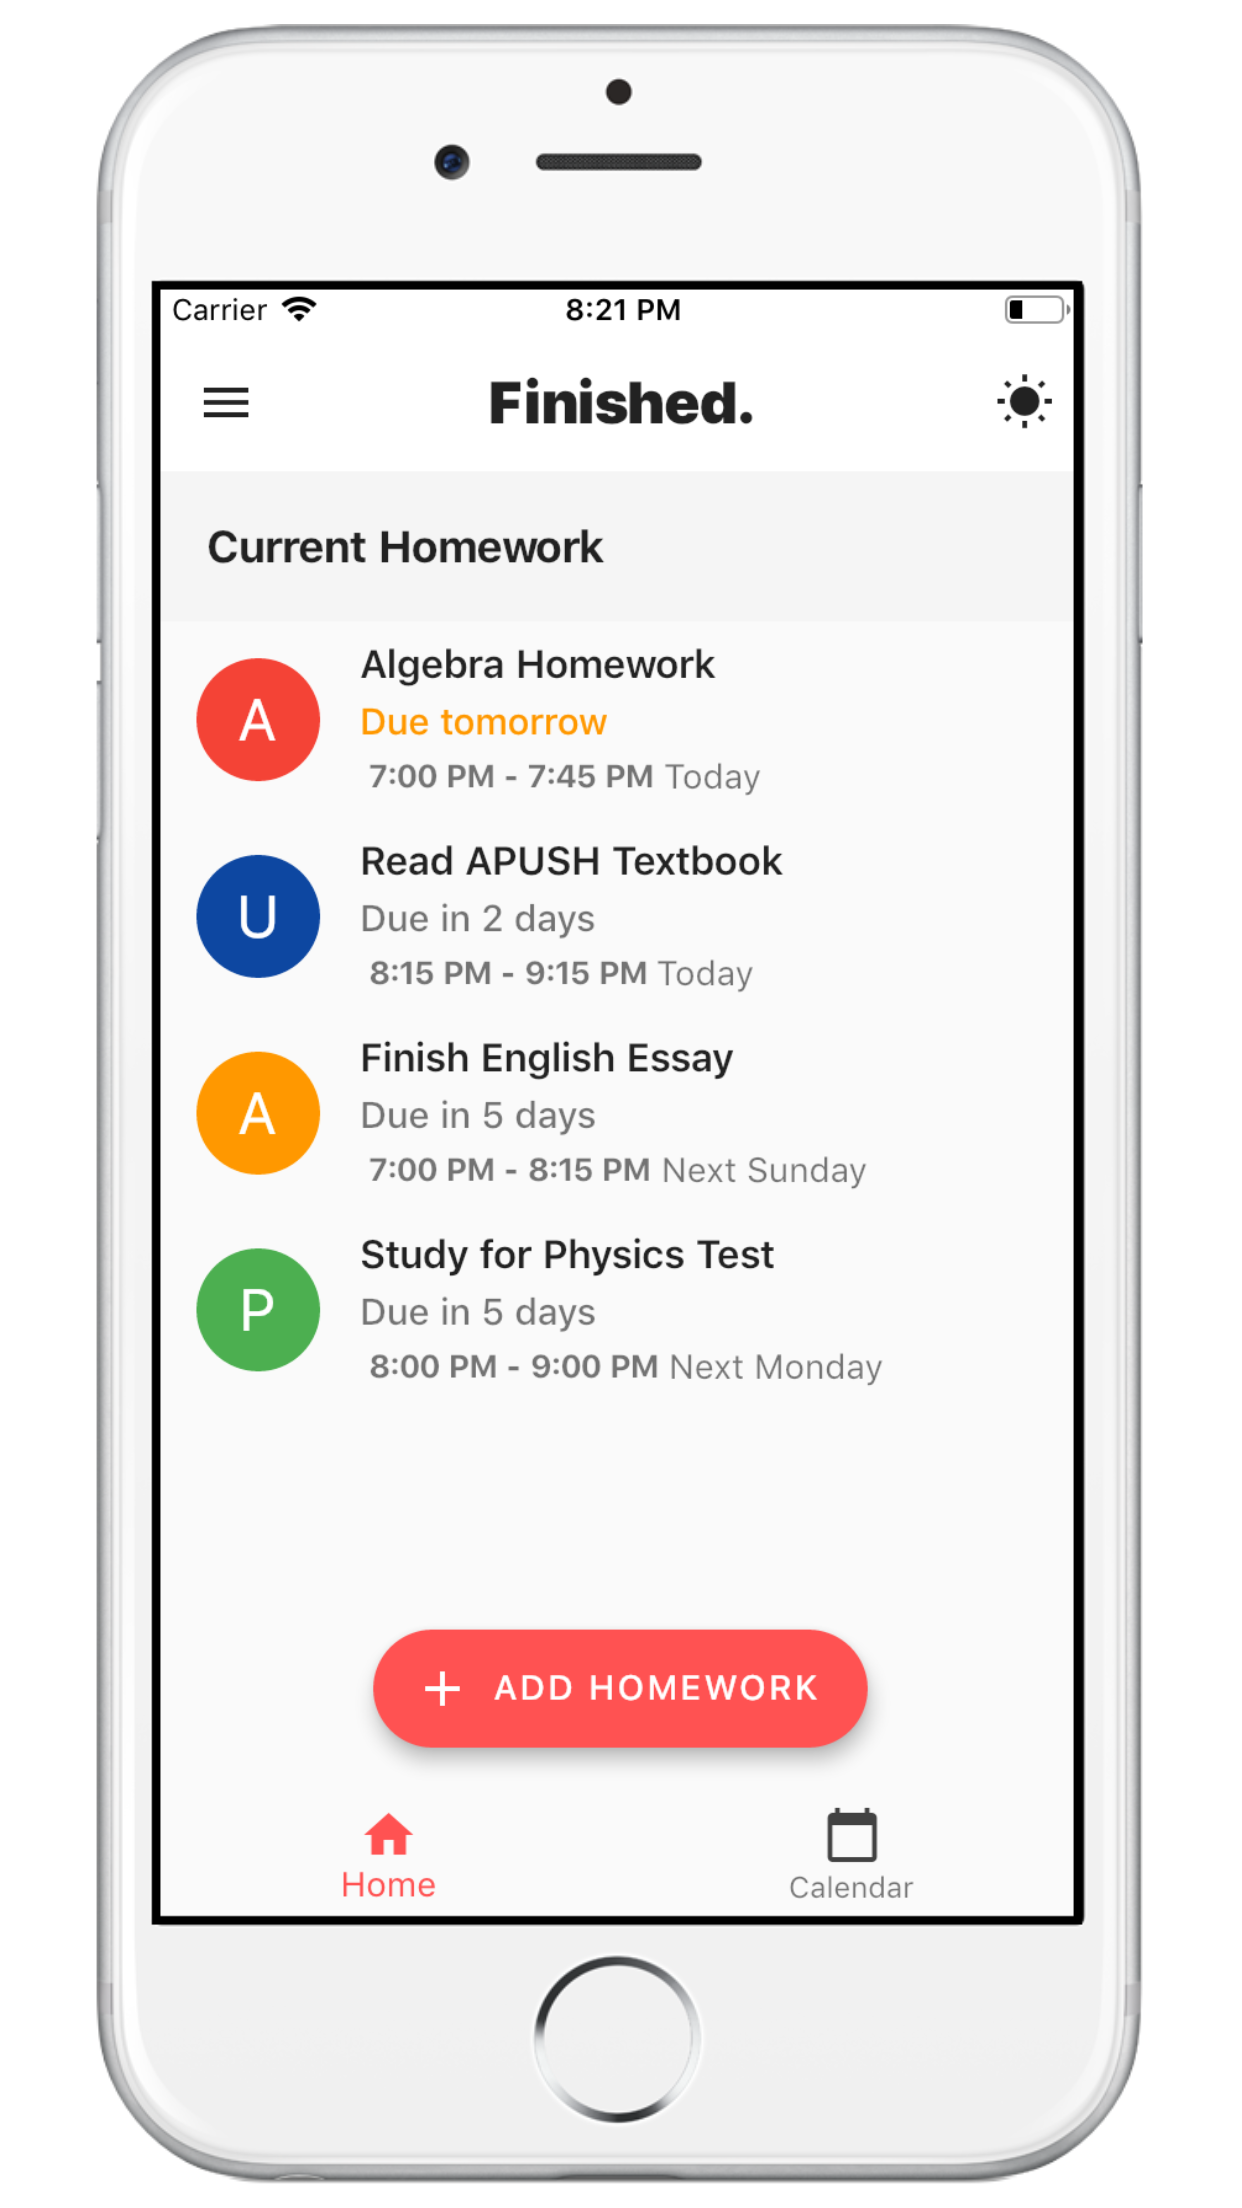 Carrier 8:21 PM
Finished.
Current Homework
A
Algebra Homework
Due tomorrow
7:00 PM - 7:45 PM Today
U
Read APUSH Textbook
Due in 2 days
8:15 PM - 9:15 PM Today
A
Finish English Essay
Due in 5 days
7:00 PM - 8:15 PM Next Sunday
P
Study for Physics Test
Due in 5 days
8:00 PM - 9:00 PM Next Monday
+ ADD HOMEWORK
Home Calendar